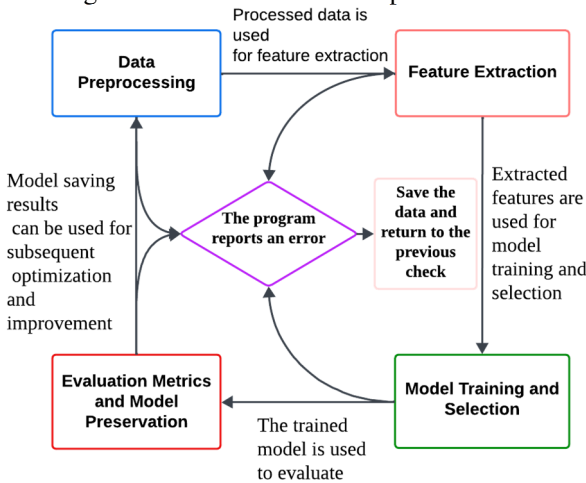 Processed data is
used
for feature extraction
Data
Preprocessing
Feature Extraction
Model saving
results
can be used for
subsequent
optimization
and
improvement
The program
reports an error
Save the
data and
return to the
previous
check
Extracted
features are
used for
model
training and
selection
Evaluation Metrics
and Model
Preservation
Model Training and
Selection
The trained
model is used
to evaluate